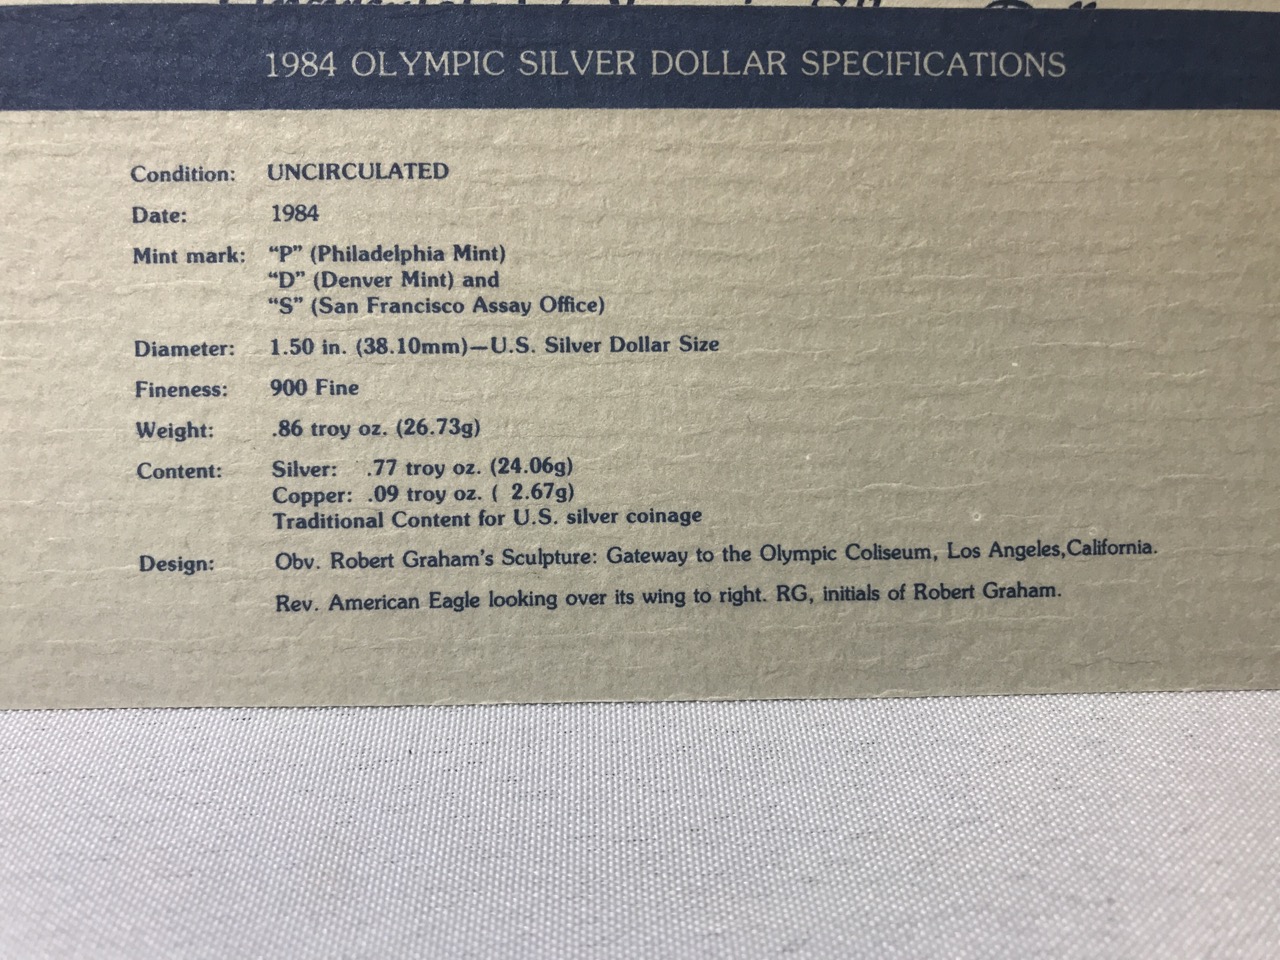 1984 OLYMPIC SILVER DOLLAR SPECIFICATIONS
Condition: UNCIRCULATED
Date: 1984
Mint mark: “P” (Philadelphia Mint)
“D” (Denver Mint) and
“S” (San Francisco Assay Office)
Diameter: 1.50 in. (38.10mm)—U.S. Silver Dollar Size
Fineness: 900 Fine
Weight: .86 troy oz. (26.73g)
Content: Silver: .77 troy oz. (24.06g)
Copper: .09 troy oz. ( 2.67g)
Traditional Content for U.S. silver coinage
Design: Obv. Robert Graham’s Sculpture: Gateway to the Olympic Coliseum, Los Angeles,California.
Rev. American Eagle looking over its wing to right. RG, initials of Robert Graham.